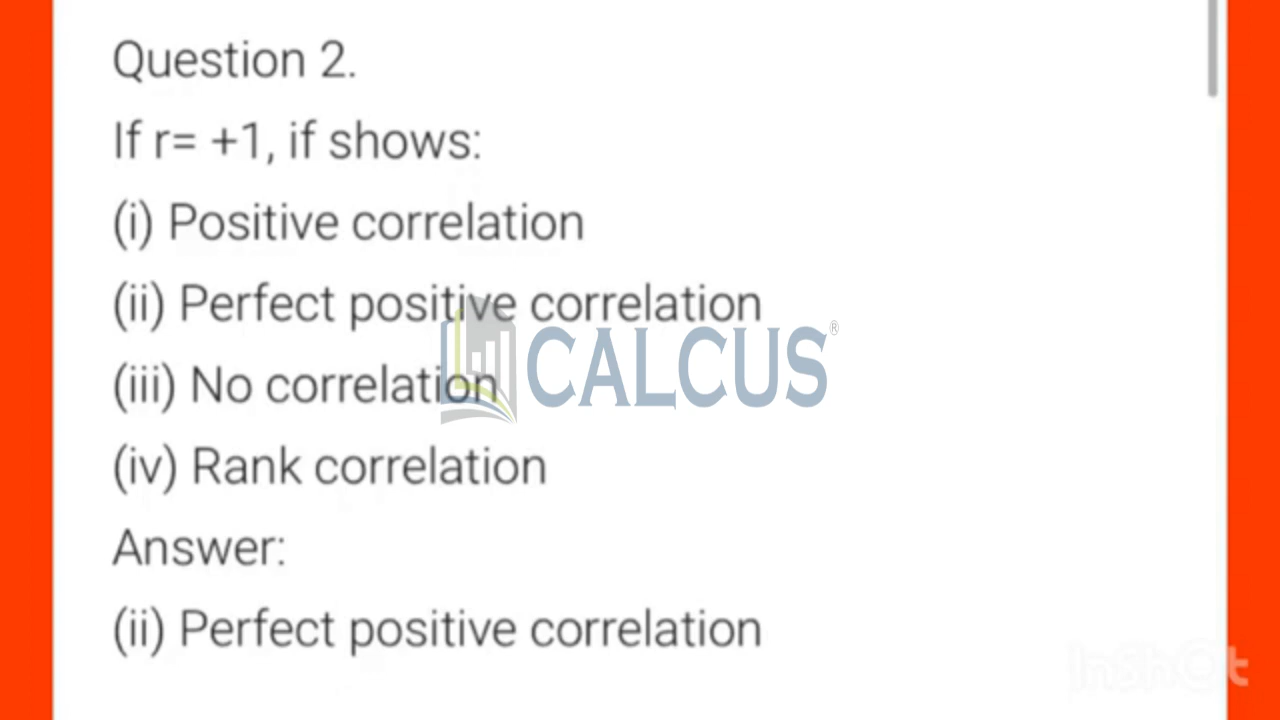 Question 2.
If r= +1, if shows:
(i) Positive correlation
(ii) Perfect positive correlation
(iii) No correlation
CALCUS®
(iv) Rank correlation
Answer:
(ii) Perfect positive correlation
InShOt